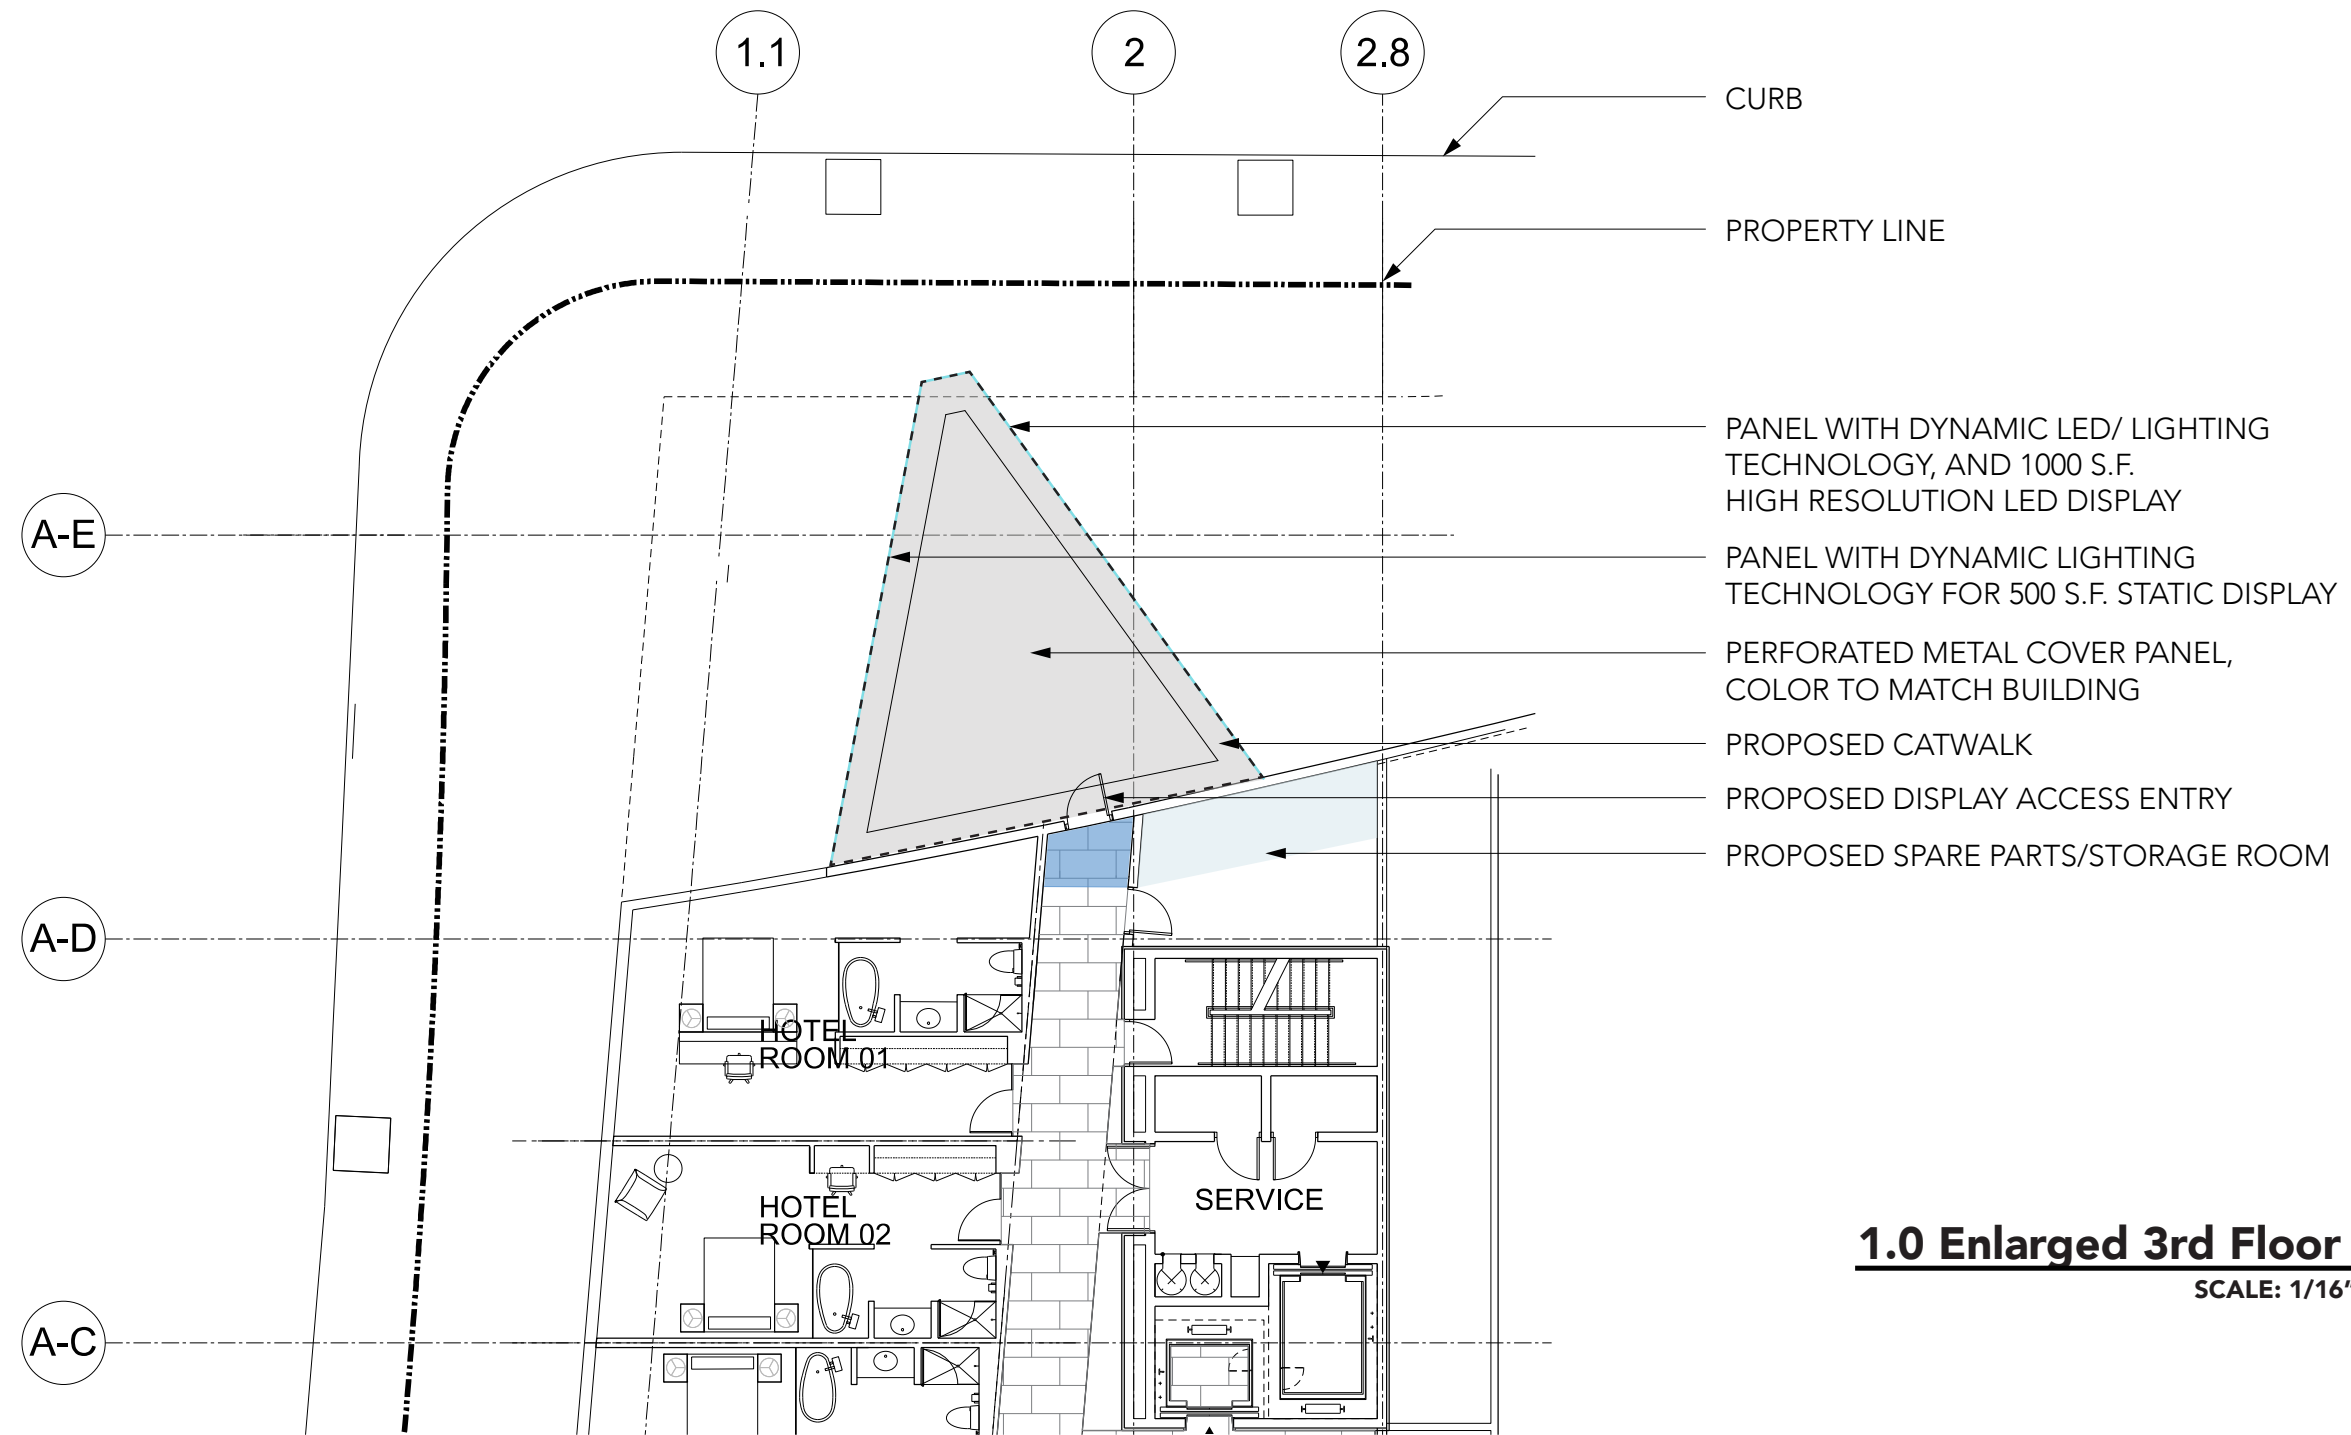 1.1
2
2.8
CURB
PROPERTY LINE
PANEL WITH DYNAMIC LED/ LIGHTING
TECHNOLOGY, AND 1000 S.F.
HIGH RESOLUTION LED DISPLAY
A-E
PANEL WITH DYNAMIC LIGHTING
TECHNOLOGY FOR 500 S.F. STATIC DISPLAY
PERFORATED METAL COVER PANEL,
COLOR TO MATCH BUILDING
PROPOSED CATWALK
PROPOSED DISPLAY ACCESS ENTRY
PROPOSED SPARE PARTS/STORAGE ROOM
A-D
HOTEL
ROOM 01
SERVICE
HOTEL
ROOM 02
1.0 Enlarged 3rd Floor
SCALE: 1/16"
A-C